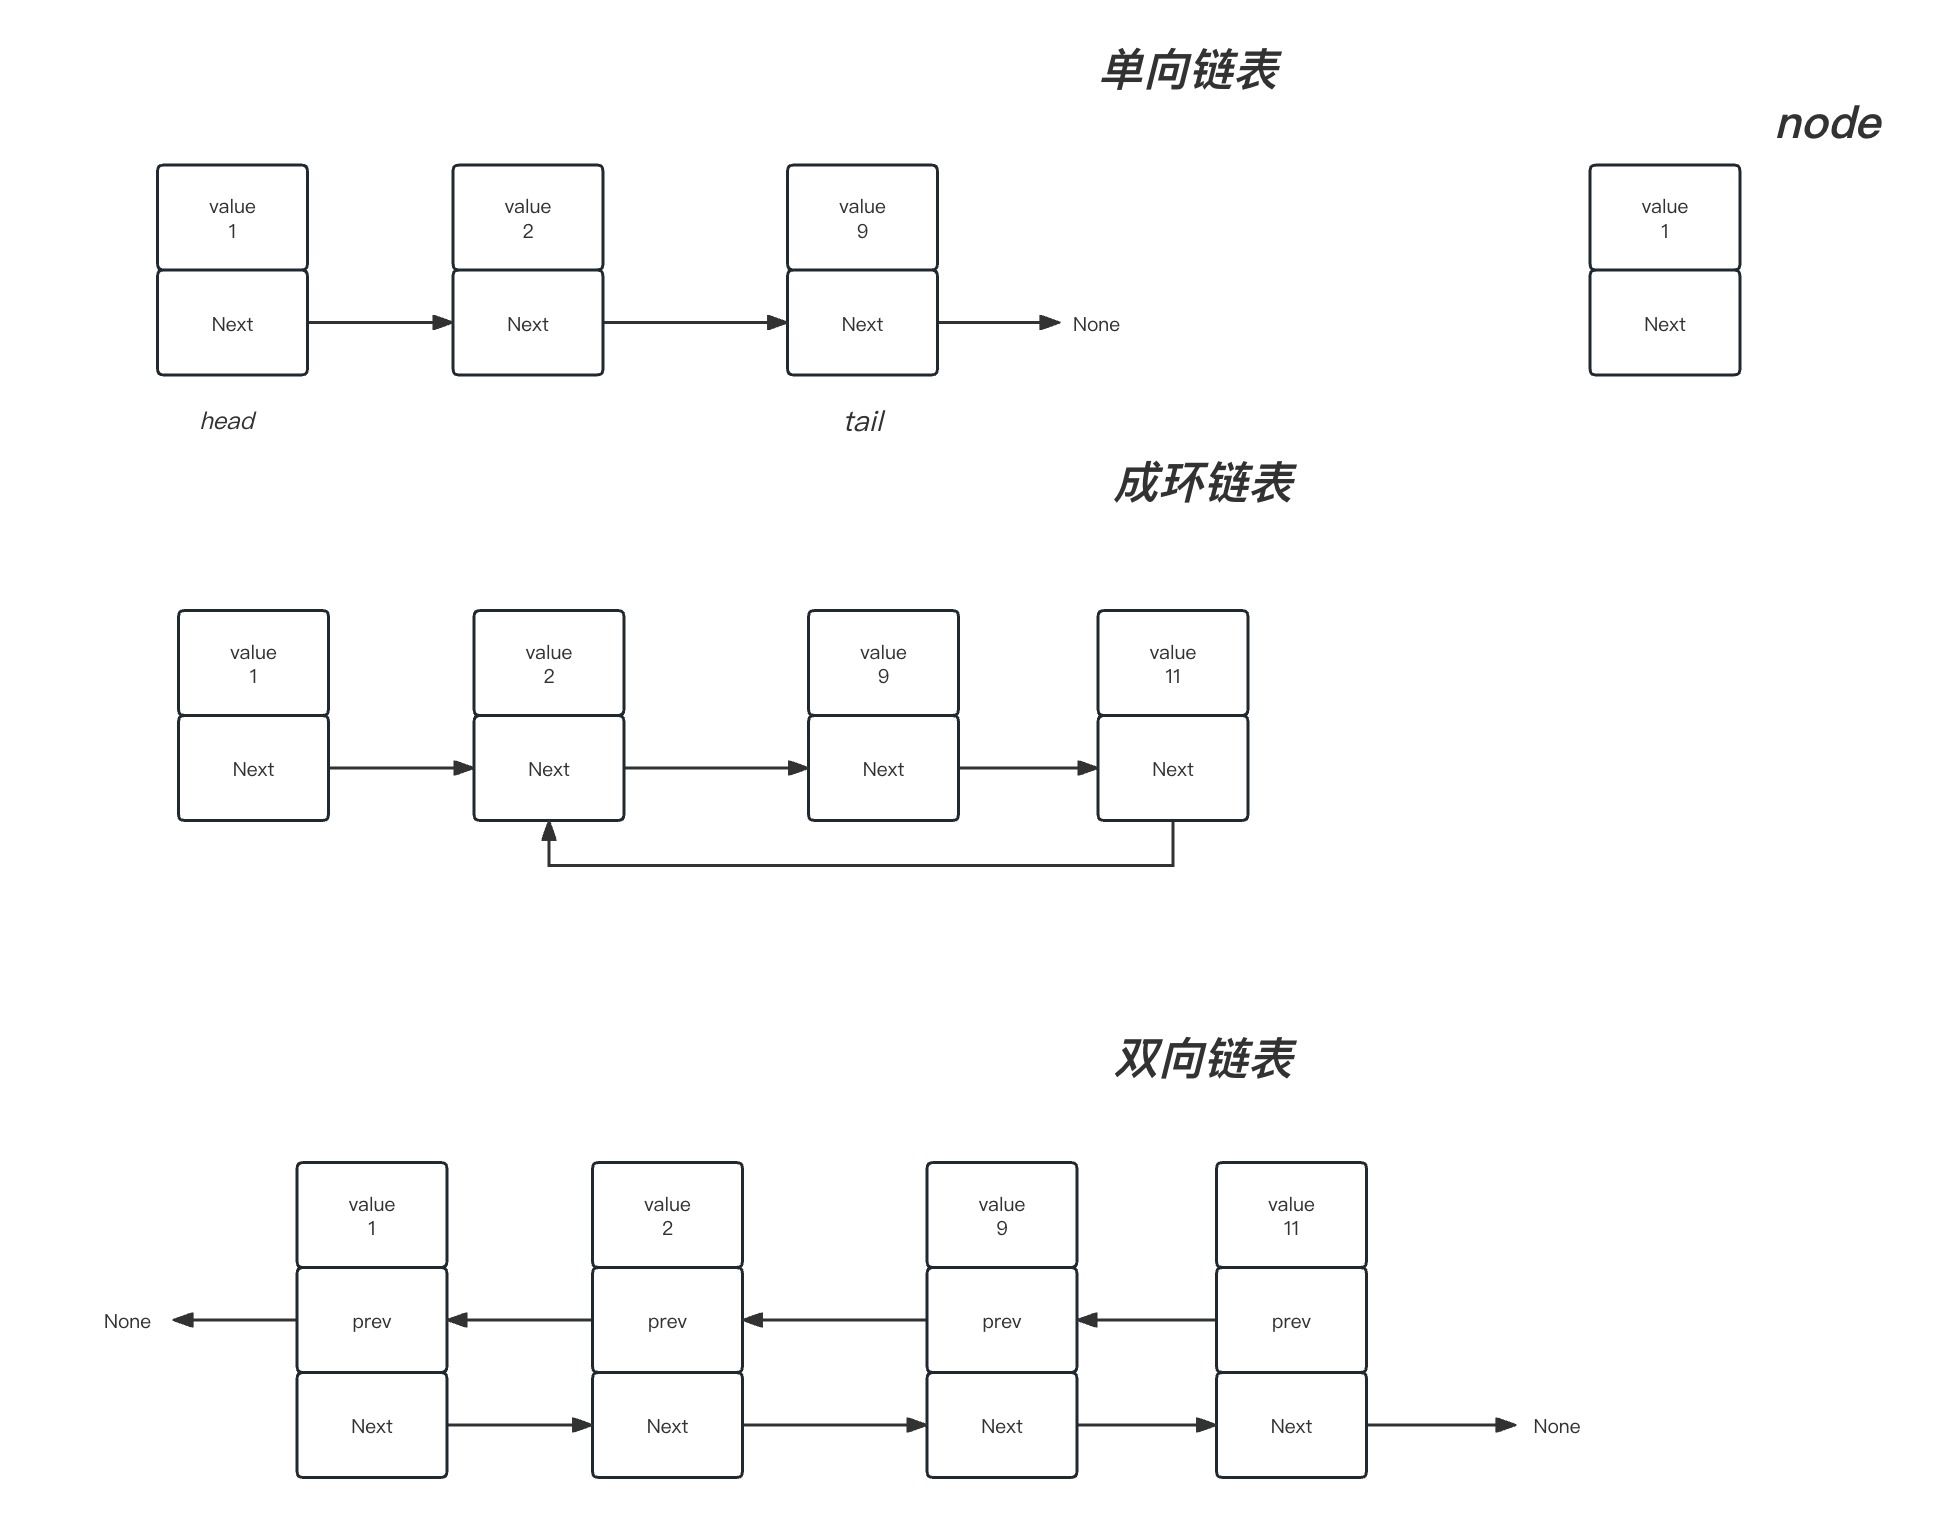 单向链表
node
value
1
value
2
value
9
value
1
Next
Next
Next
None
Next
head
tail
成环链表
value
1
value
2
value
9
value
11
Next
Next
Next
Next
双向链表
value
1
value
2
value
9
value
11
None
prev
prev
prev
prev
Next
Next
Next
Next
None